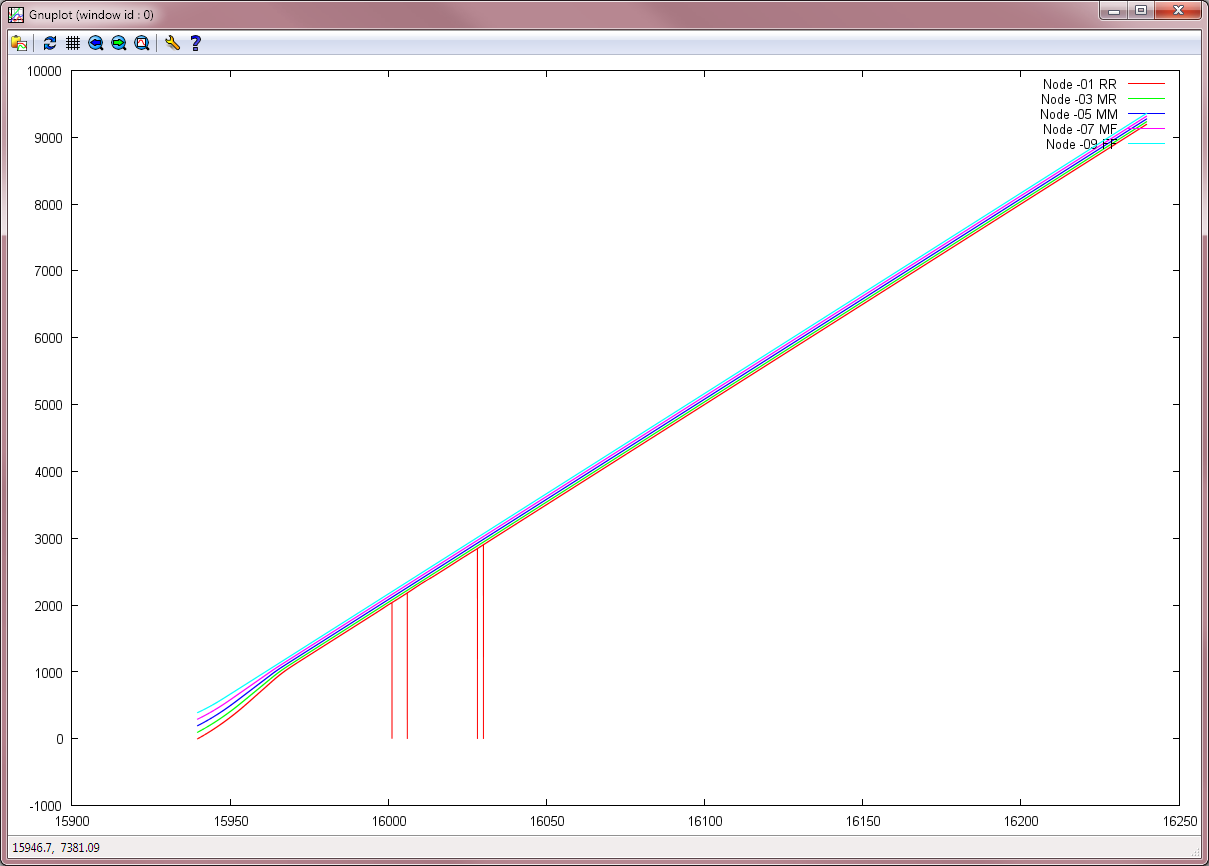 Gnuplot (window id : 0)
10000
9000
8000
7000
6000
5000
4000
3000
2000
1000
0
-1000
Node -01 RR
Node -03 MR
Node -05 MM
Node -07 MF
Node -09 FF
15900 15950 16000 16050 16100 16150 16200 16250
15946.7, 7381.09